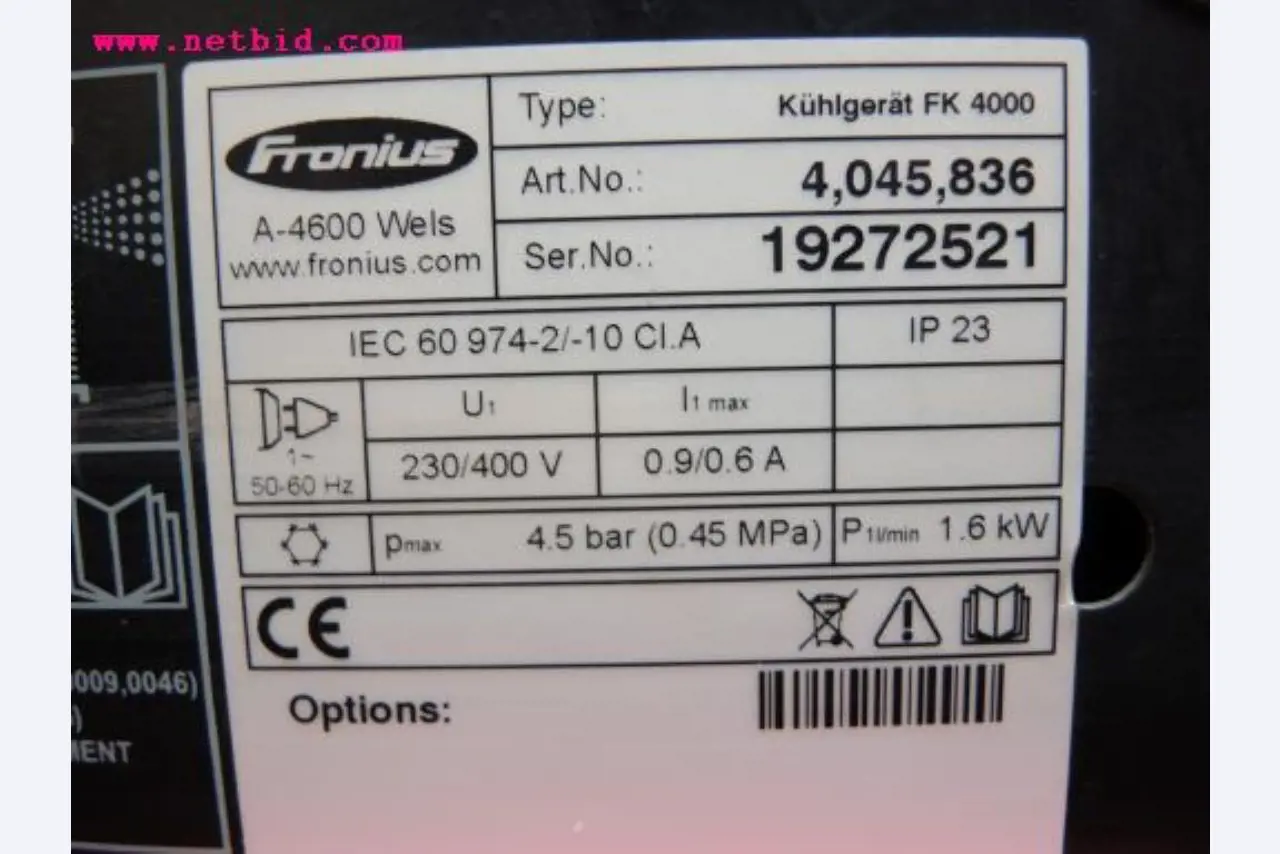 www.netbid.com
Fronius
A-4600 Wels
www.fronius.com
Type: Kühlgerät FK 4000
Art.No.: 4,045,836
Ser.No.: 19272521
IEC 60 974-2/-10 Cl.A IP 23
U1 I1 max
1~
50-60 Hz
230/400 V 0.9/0.6 A
pmax 4.5 bar (0.45 MPa) P1l/min 1.6 kW
CE
Options:
009,0046)